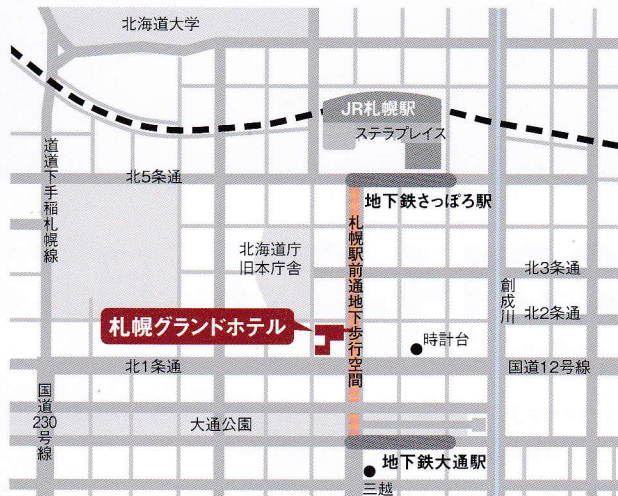 北海道大学
JR札幌駅
ステラプレイス
道道下手稲札幌線
北5条通
地下鉄さっぽろ駅
札幌駅前通地下歩行空間
北海道庁
旧本庁舎
北3条通
創成川
北2条通
札幌グランドホテル
時計台
北1条通
国道12号線
国道230号線
大通公園
地下鉄大通駅
三越